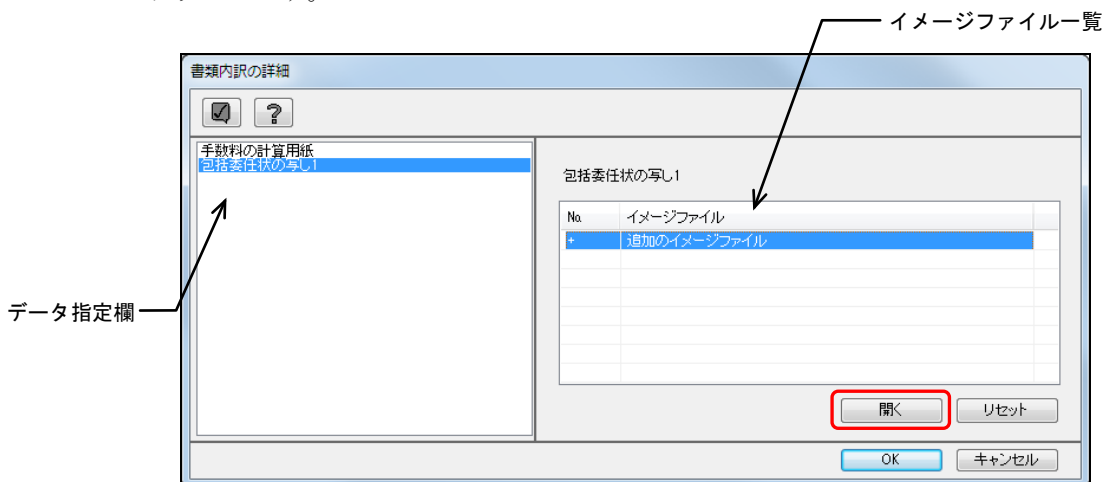 イメージファイル一覧
書類内訳の詳細
手数料の計算用紙
包括委任状の写し1
包括委任状の写し1
No. イメージファイル
+ 追加のイメージファイル
データ指定欄
開く リセット
OK キャンセル